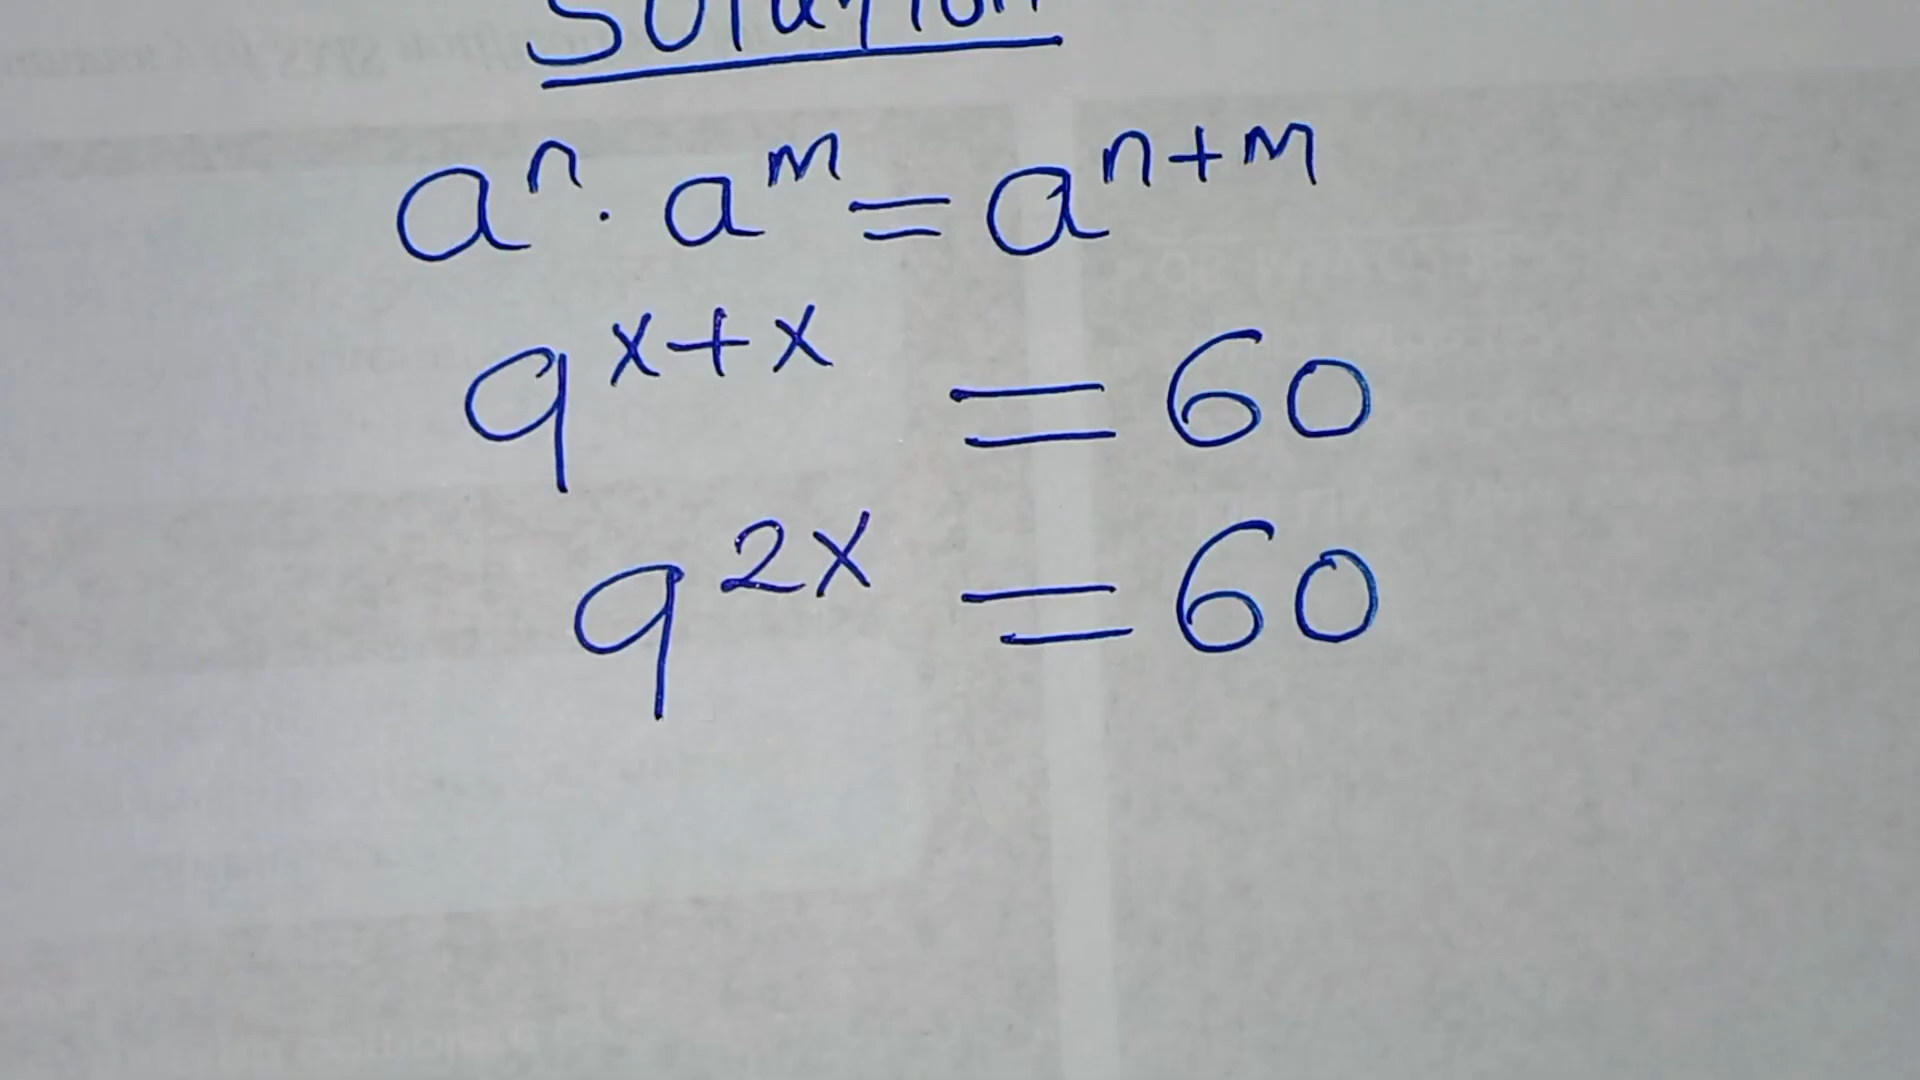 Solution
aⁿ · aᵐ = aⁿ⁺ᵐ
9ˣ⁺ˣ = 60
9²ˣ = 60